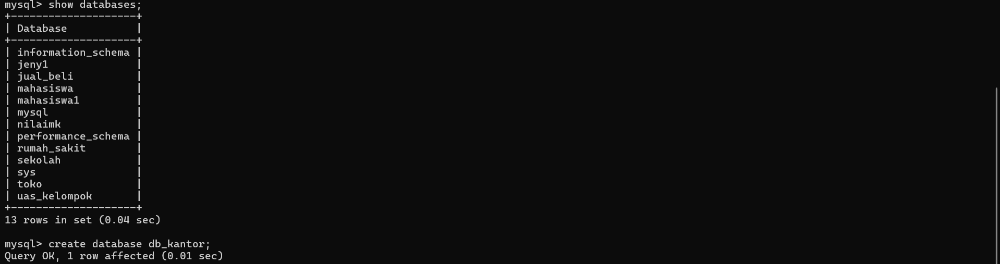 mysql> show databases;
+--------------------+
| Database           |
+--------------------+
| information_schema |
| jeny1              |
| jual_beli          |
| mahasiswa          |
| mahasiswa1         |
| mysql              |
| nilaimk            |
| performance_schema |
| rumah_sakit        |
| sekolah            |
| sys                |
| toko               |
| uas_kelompok       |
+--------------------+
13 rows in set (0.04 sec)

mysql> create database db_kantor;
Query OK, 1 row affected (0.01 sec)